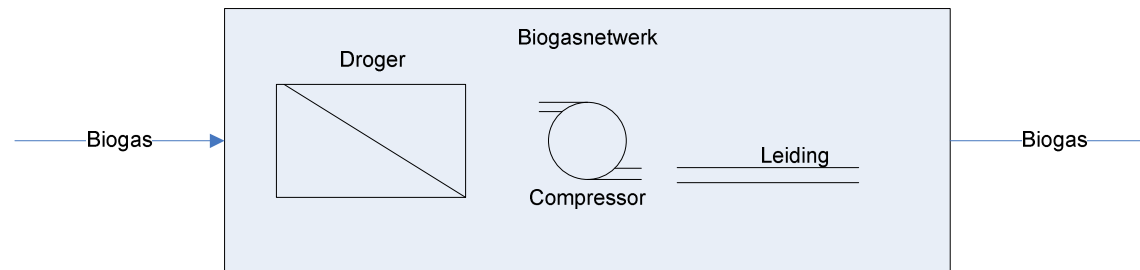 Biogasnetwerk
Droger
Biogas
Biogas
Leiding
Compressor